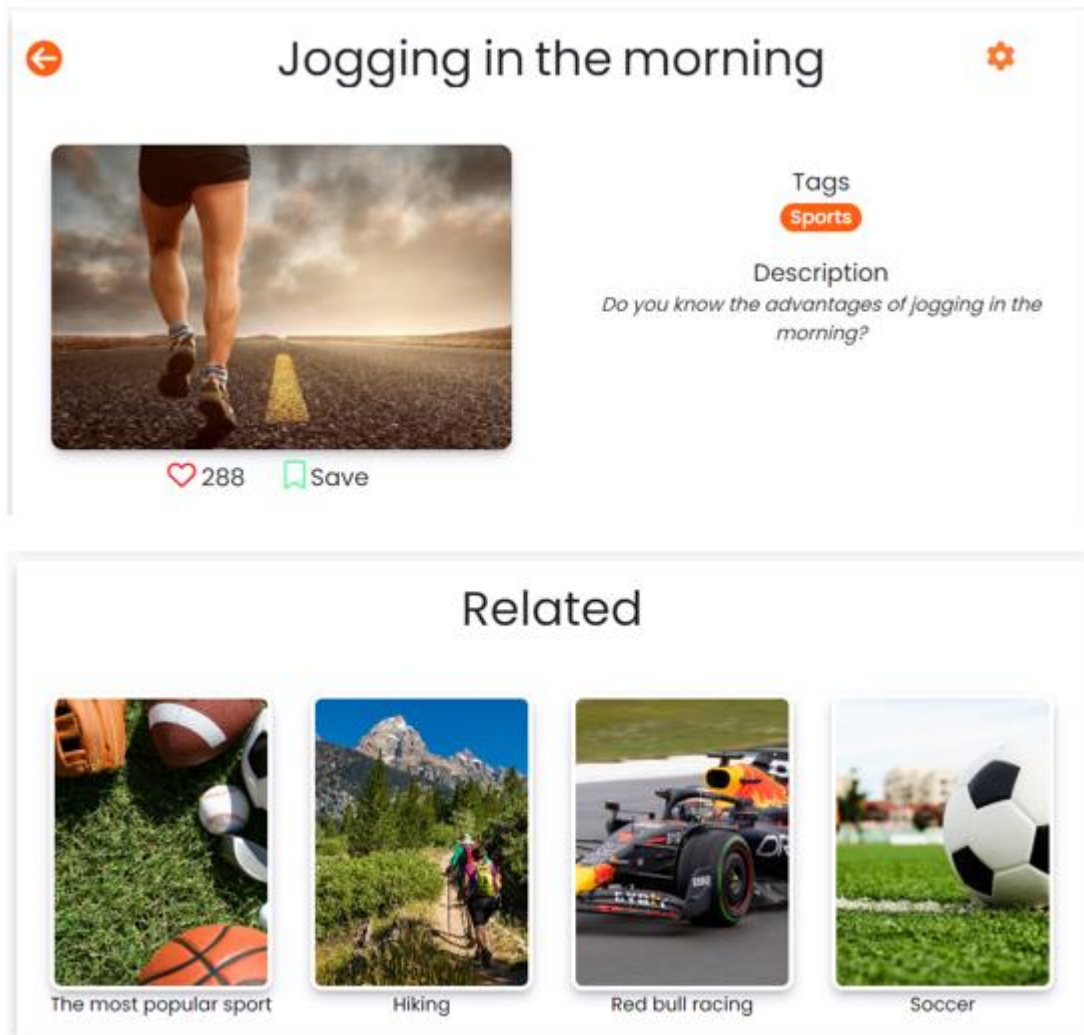 Jogging in the morning
Tags
Sports
Description
Do you know the advantages of jogging in the
morning?
288
Save
Related
The most popular sport
Hiking
Red bull racing
Soccer